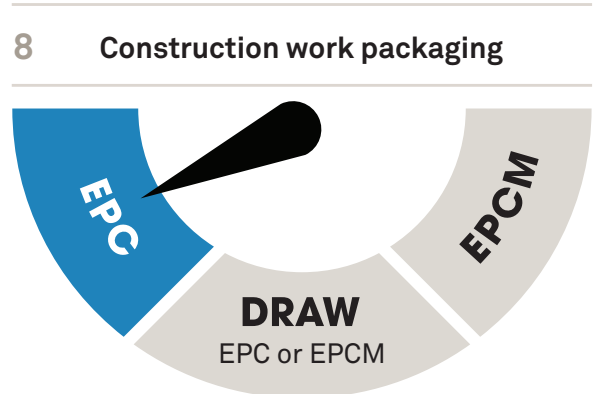 8 Construction work packaging
EPC
EPCM
DRAW
EPC or EPCM